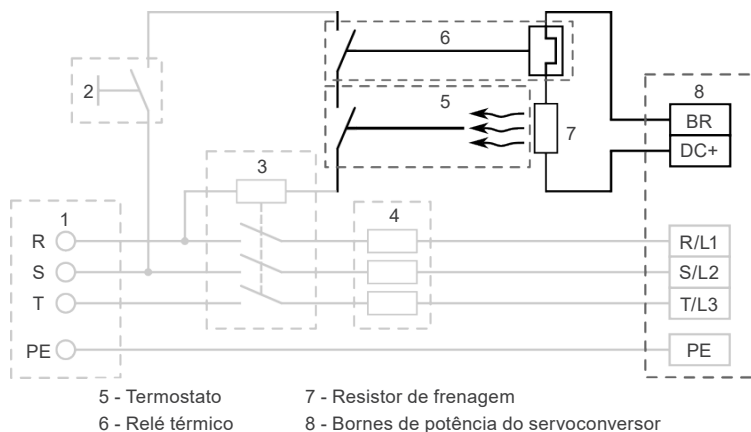 6
2
5
8
BR
7
DC+
3
1
4
R
R/L1
S
S/L2
T
T/L3
PE
PE
5 - Termostato
7 - Resistor de frenagem
6 - Relé térmico
8 - Bornes de potência do servoconversor